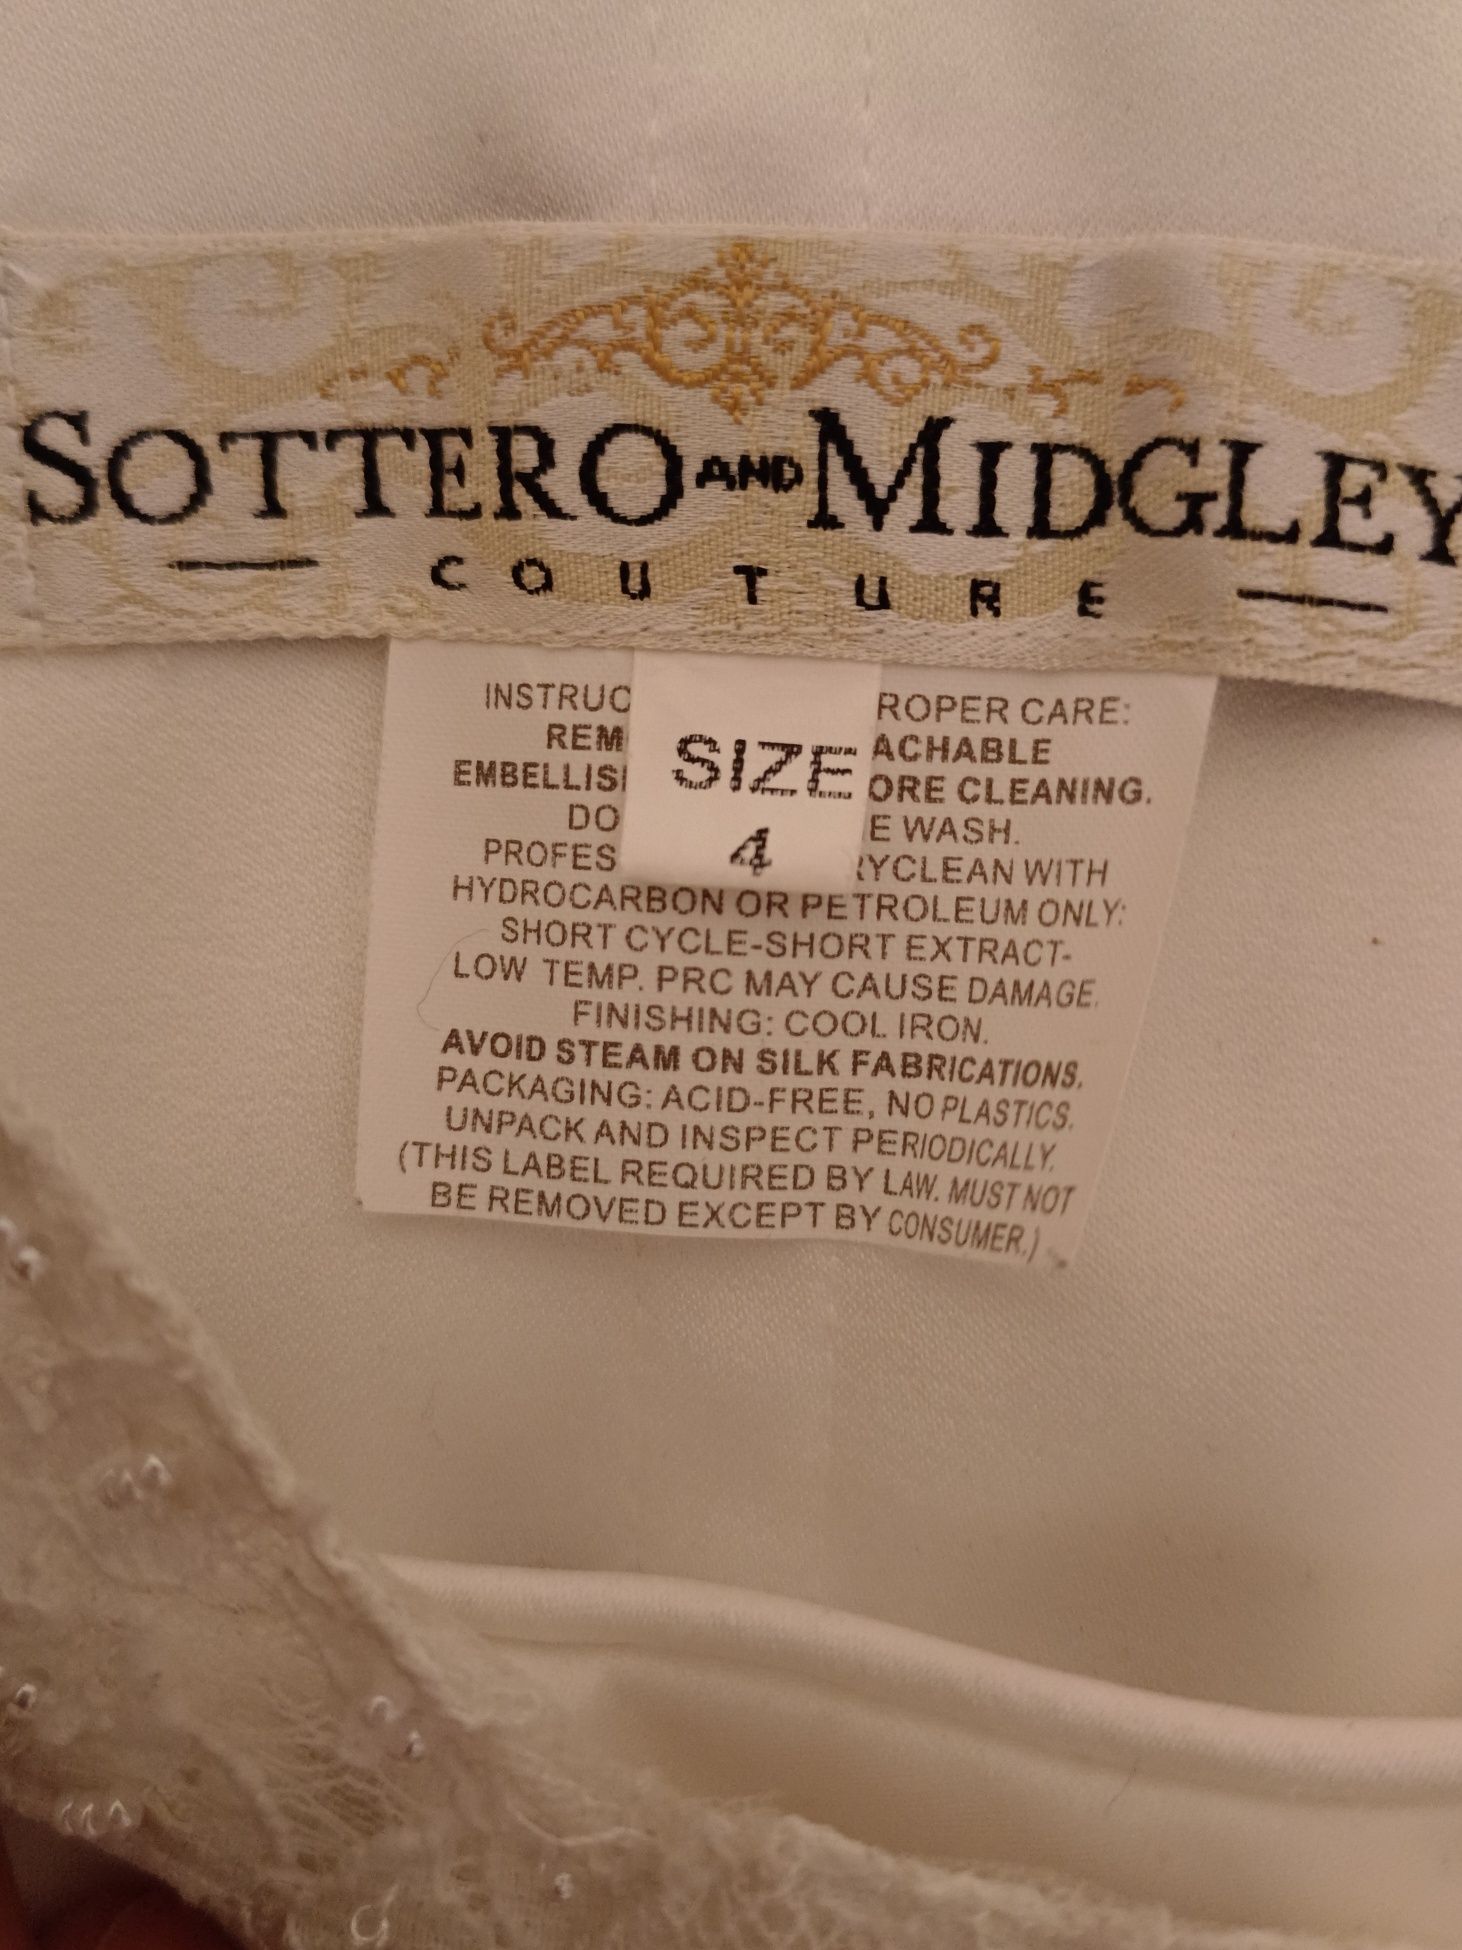 SOTTERO AND MIDGLEY
COUTURE
SIZE
4
INSTRUC ROPER CARE:
REM ACHABLE
EMBELLIS ORE CLEANING.
DO E WASH.
PROFES RYCLEAN WITH
HYDROCARBON OR PETROLEUM ONLY:
SHORT CYCLE-SHORT EXTRACT-
LOW TEMP. PRC MAY CAUSE DAMAGE.
FINISHING: COOL IRON.
AVOID STEAM ON SILK FABRICATIONS.
PACKAGING: ACID-FREE, NO PLASTICS.
UNPACK AND INSPECT PERIODICALLY.
(THIS LABEL REQUIRED BY LAW. MUST NOT
BE REMOVED EXCEPT BY CONSUMER.)